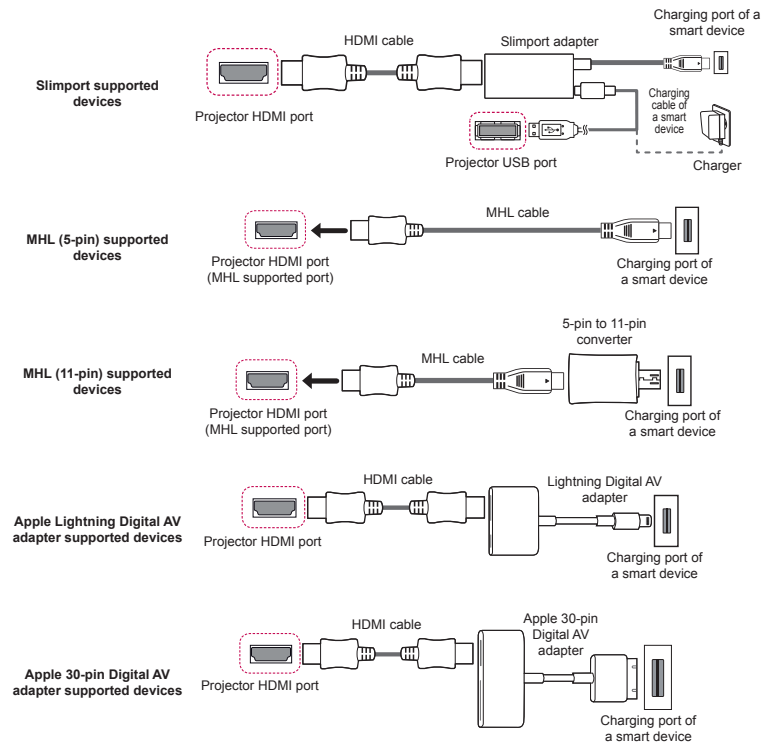 Charging port of a
smart device
HDMI cable
Slimport adapter
Slimport supported
devices
Projector HDMI port
Charging
cable of
a smart
device
Projector USB port
Charger
MHL (5-pin) supported
devices
MHL cable
Projector HDMI port
(MHL supported port)
Charging port of
a smart device
5-pin to 11-pin
converter
MHL (11-pin) supported
devices
MHL cable
Projector HDMI port
(MHL supported port)
Charging port of
a smart device
HDMI cable
Lightning Digital AV
adapter
Apple Lightning Digital AV
adapter supported devices
Projector HDMI port
Charging port of
a smart device
HDMI cable
Apple 30-pin
Digital AV
adapter
Apple 30-pin Digital AV
adapter supported devices
Projector HDMI port
Charging port of
a smart device